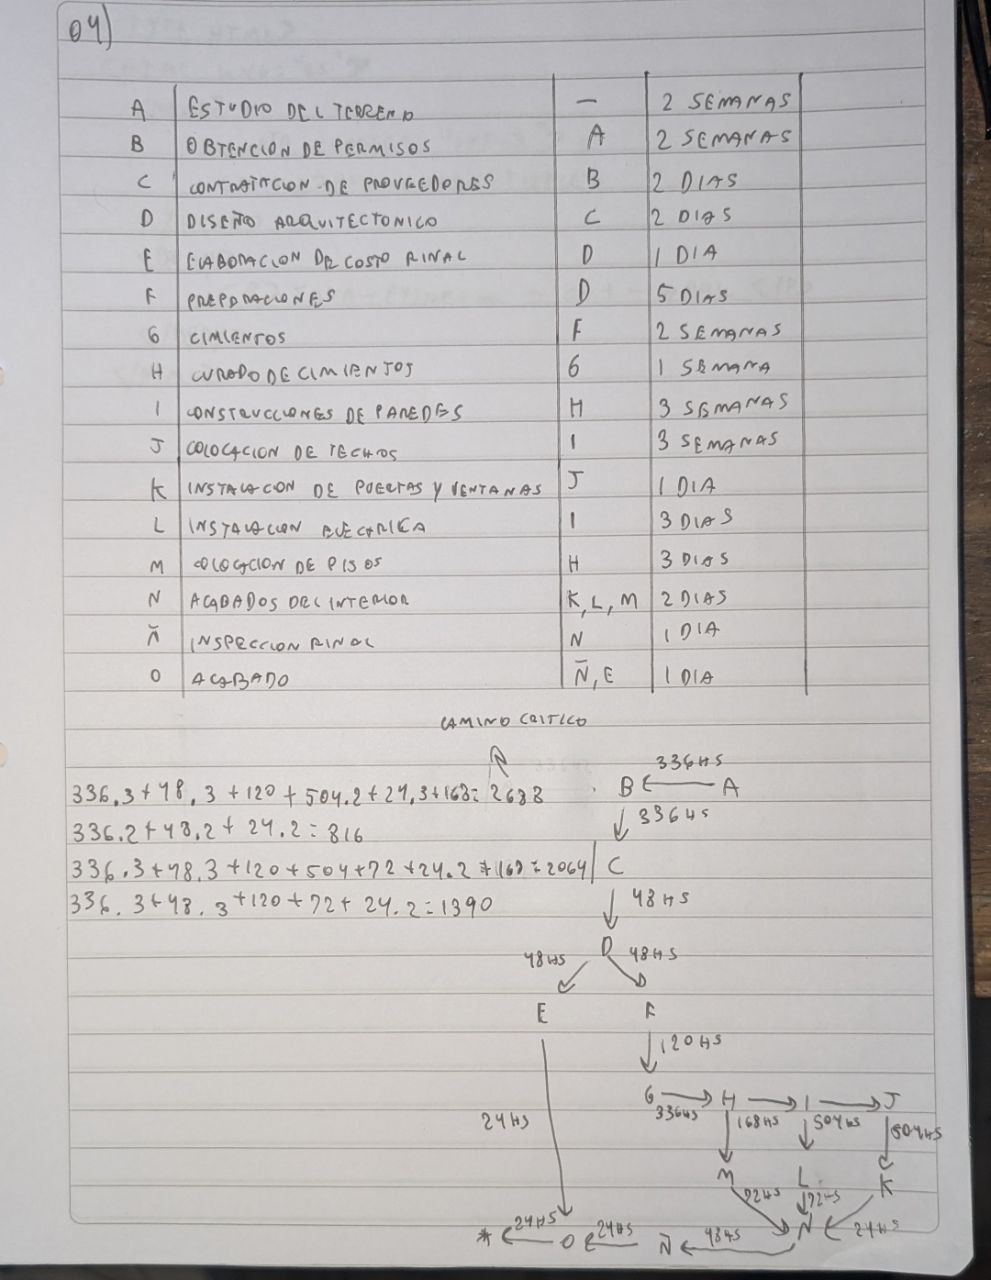 04)
A ESTUDIO DEL TERRENO — 2 SEMANAS
B OBTENCION DE PERMISOS A 2 SEMANAS
C CONTRATACION DE PROVEEDORES B 2 DIAS
D DISEÑO ARQUITECTONICO C 2 DIAS
E ELABORACION DE COSTO FINAL D 1 DIA
F PREPARACIONES D 5 DIAS
G CIMIENTOS F 2 SEMANAS
H CURADO DE CIMIENTOS G 1 SEMANA
I CONSTRUCCIONES DE PAREDES H 3 SEMANAS
J COLOCACION DE TECHOS I 3 SEMANAS
K INSTALACION DE PUERTAS Y VENTANAS J 1 DIA
L INSTALACION ELECTRICA I 3 DIAS
M COLOCACION DE PISOS H 3 DIAS
N ACABADOS DEL INTERIOR K, L, M 2 DIAS
Ñ INSPECCION FINAL N 1 DIA
O ACABADO Ñ, E 1 DIA
CAMINO CRITICO
336HS
336.3+48.3+120+504.2+24.3+168=2688 B A
336.2+48.2+24.2=816 336HS
336.3+48.3+120+504+72+24.2+168=2064 C
336.3+48.3+120+72+24.2=1390 48HS
D
48HS 48HS
E F
120HS
G H I J
336HS 168HS 504HS 504HS
24HS
M L K
72HS 72HS
* 24HS O 24HS Ñ 48HS N 24HS